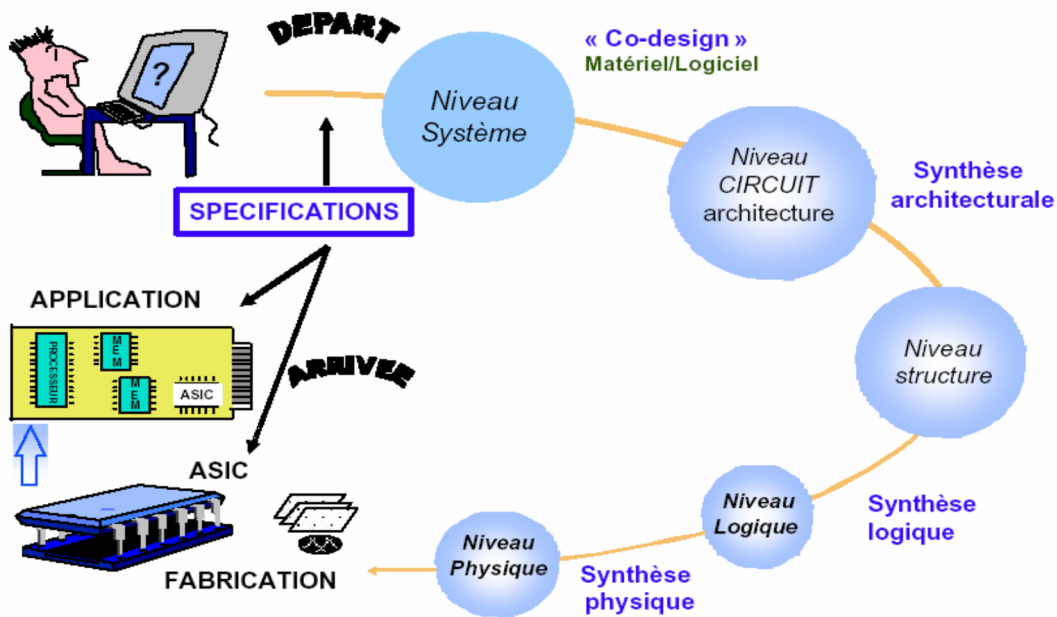 DEPART
?
« Co-design »
Matériel/Logiciel
Niveau
Système
Niveau
CIRCUIT
architecture
Synthèse
architecturale
SPECIFICATIONS
APPLICATION
PROCESSEUR
MEM
MEM
ASIC
ARRIVEE
Niveau
structure
ASIC
Niveau
Logique
Synthèse
logique
Niveau
Physique
Synthèse
physique
FABRICATION